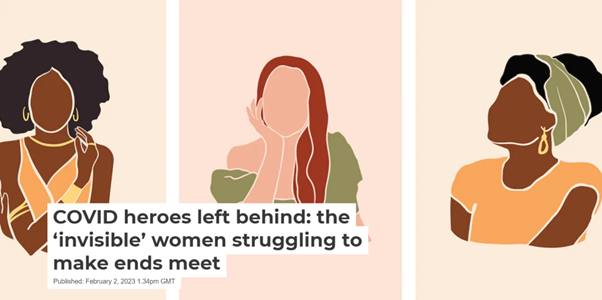 COVID heroes left behind: the
‘invisible’ women struggling to
make ends meet
Published: February 2, 2023 1.34pm GMT